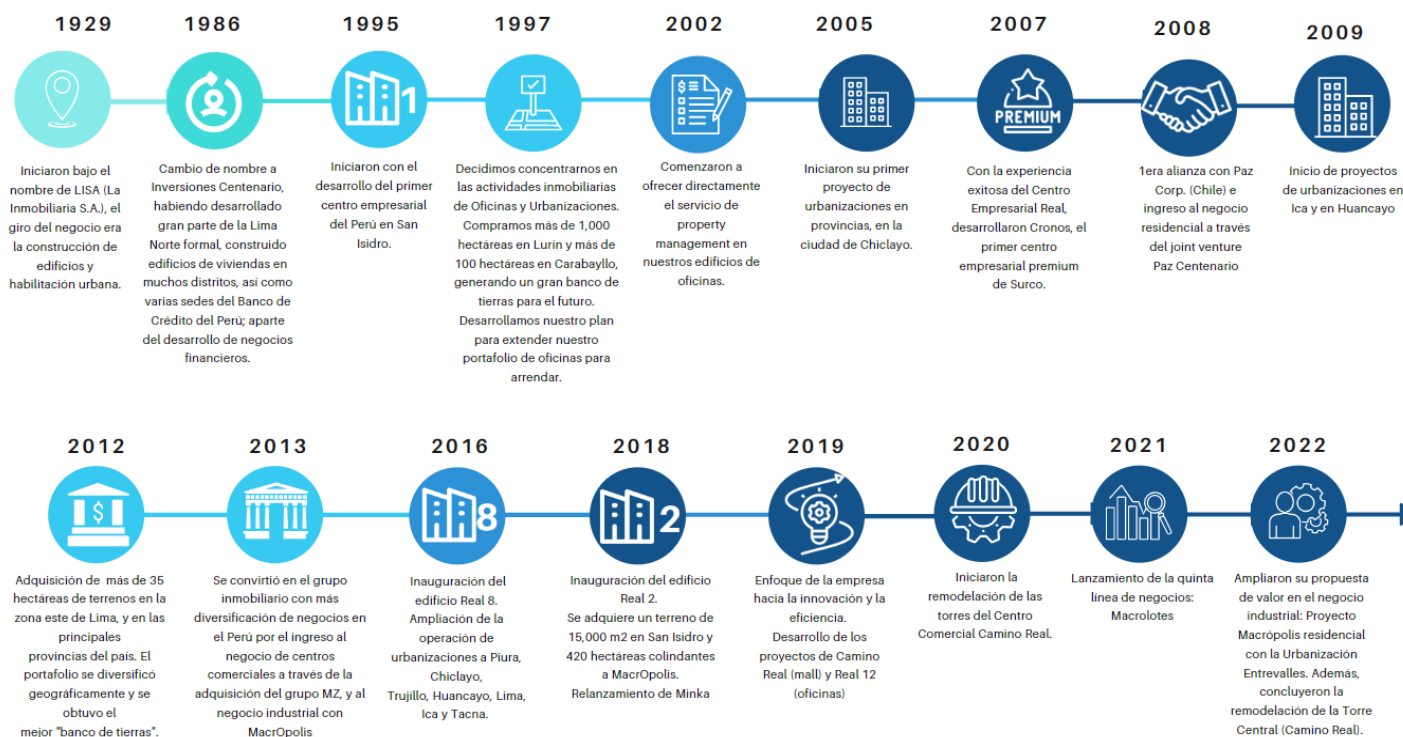 1929
Iniciaron bajo el
nombre de LISA (La
Inmobiliaria S.A.), el
giro del negocio era
la construcción de
edificios y
habilitación urbana.
1986
Cambio de nombre a
Inversiones Centenario,
habiendo desarrollado
gran parte de la Lima
Norte formal, construido
edificios de viviendas en
muchos distritos, así como
varias sedes del Banco de
Crédito del Perú; aparte
del desarrollo de negocios
financieros.
1995
1
Iniciaron con el
desarrollo del primer
centro empresarial
del Perú en San
Isidro.
1997
Decidimos concentrarnos en
las actividades inmobiliarias
de Oficinas y Urbanizaciones.
Compramos más de 1,000
hectáreas en Lurín y más de
100 hectáreas en Carabayllo,
generando un gran banco de
tierras para el futuro.
Desarrollamos nuestro plan
para extender nuestro
portafolio de oficinas para
arrendar.
2002
$
Comenzaron a
ofrecer directamente
el servicio de
property
management en
nuestros edificios de
oficinas.
2005
Iniciaron su primer
proyecto de
urbanizaciones en
provincias, en la
ciudad de Chiclayo.
2007
PREMIUM
Con la experiencia
exitosa del Centro
Empresarial Real,
desarrollaron Cronos, el
primer centro
empresarial premium
de Surco.
2008
1era alianza con Paz
Corp. (Chile) e
ingreso al negocio
residencial a través
del joint venture
Paz Centenario
2009
Inicio de proyectos
de urbanizaciones en
Ica y en Huancayo
2012
$
Adquisición de más de 35
hectáreas de terrenos en la
zona este de Lima, y en las
principales
provincias del país. El
portafolio se diversificó
geográficamente y se
obtuvo el
mejor "banco de tierras".
2013
Se convirtió en el grupo
inmobiliario con más
diversificación de negocios en
el Perú por el ingreso al
negocio de centros
comerciales a través de la
adquisición del grupo MZ, y al
negocio industrial con
MacrOpolis
2016
8
Inauguración del
edificio Real 8.
Ampliación de la
operación de
urbanizaciones a Piura,
Chiclayo,
Trujillo, Huancayo, Lima,
Ica y Tacna.
2018
2
Inauguración del edificio
Real 2.
Se adquiere un terreno de
15,000 m2 en San Isidro y
420 hectáreas colindantes
a MacrOpolis.
Relanzamiento de Minka
2019
Enfoque de la empresa
hacia la innovación y la
eficiencia.
Desarrollo de los
proyectos de Camino
Real (mall) y Real 12
(oficinas)
2020
Iniciaron la
remodelación de las
torres del Centro
Comercial Camino Real.
2021
Lanzamiento de la quinta
línea de negocios:
Macrolotes
2022
Ampliaron su propuesta
de valor en el negocio
industrial: Proyecto
Macrópolis residencial
con la Urbanización
Entrevalles. Además,
concluyeron la
remodelación de la Torre
Central (Camino Real).